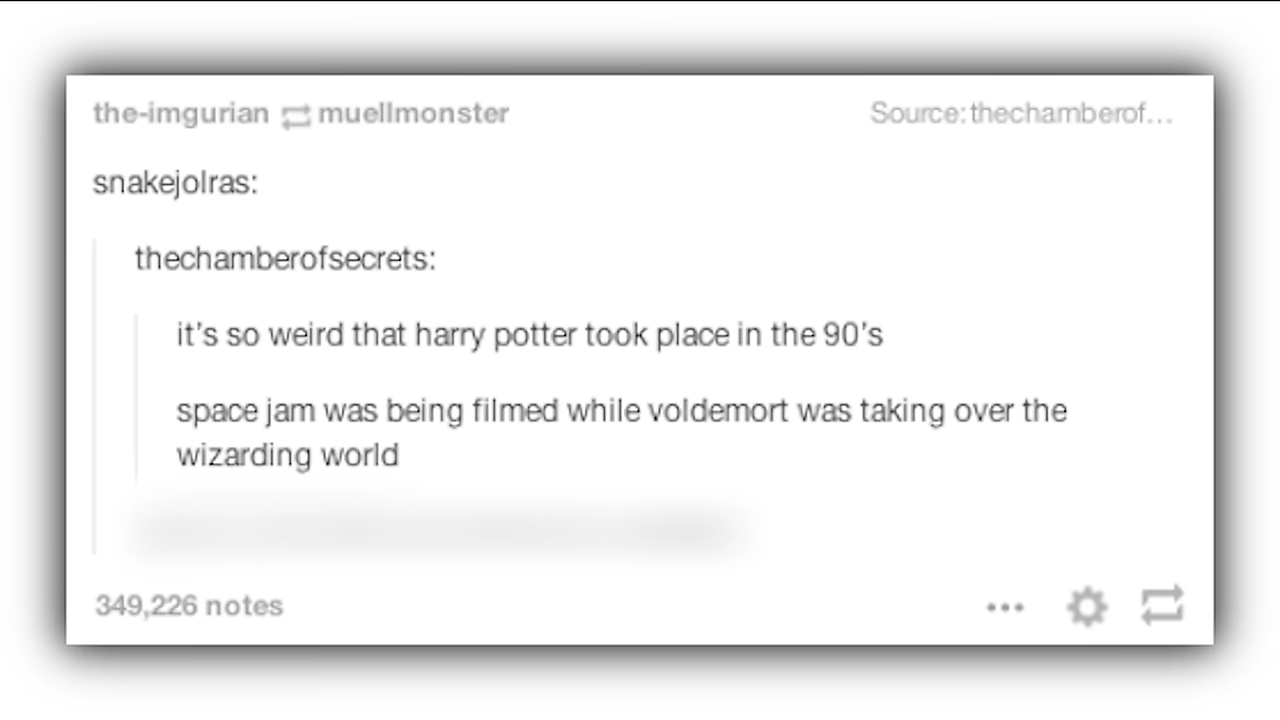 the-imgurian muellmonster Source: thechamberof...
snakejolras:
thechamberofsecrets:
it's so weird that harry potter took place in the 90's
space jam was being filmed while voldemort was taking over the
wizarding world
349,226 notes